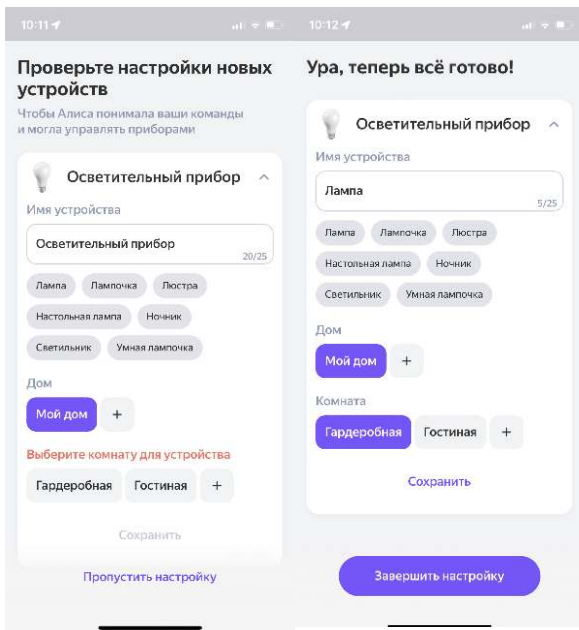 10:11
Проверьте настройки новых
устройств
Чтобы Алиса понимала ваши команды
и могла управлять приборами
Осветительный прибор
Имя устройства
Осветительный прибор
20/25
Лампа Лампочка Люстра
Настольная лампа Ночник
Светильник Умная лампочка
Дом
Мой дом +
Выберите комнату для устройства
Гардеробная Гостиная +
Сохранить
Пропустить настройку
10:12
Ура, теперь всё готово!
Осветительный прибор
Имя устройства
Лампа
5/25
Лампа Лампочка Люстра
Настольная лампа Ночник
Светильник Умная лампочка
Дом
Мой дом +
Комната
Гардеробная Гостиная +
Сохранить
Завершить настройку